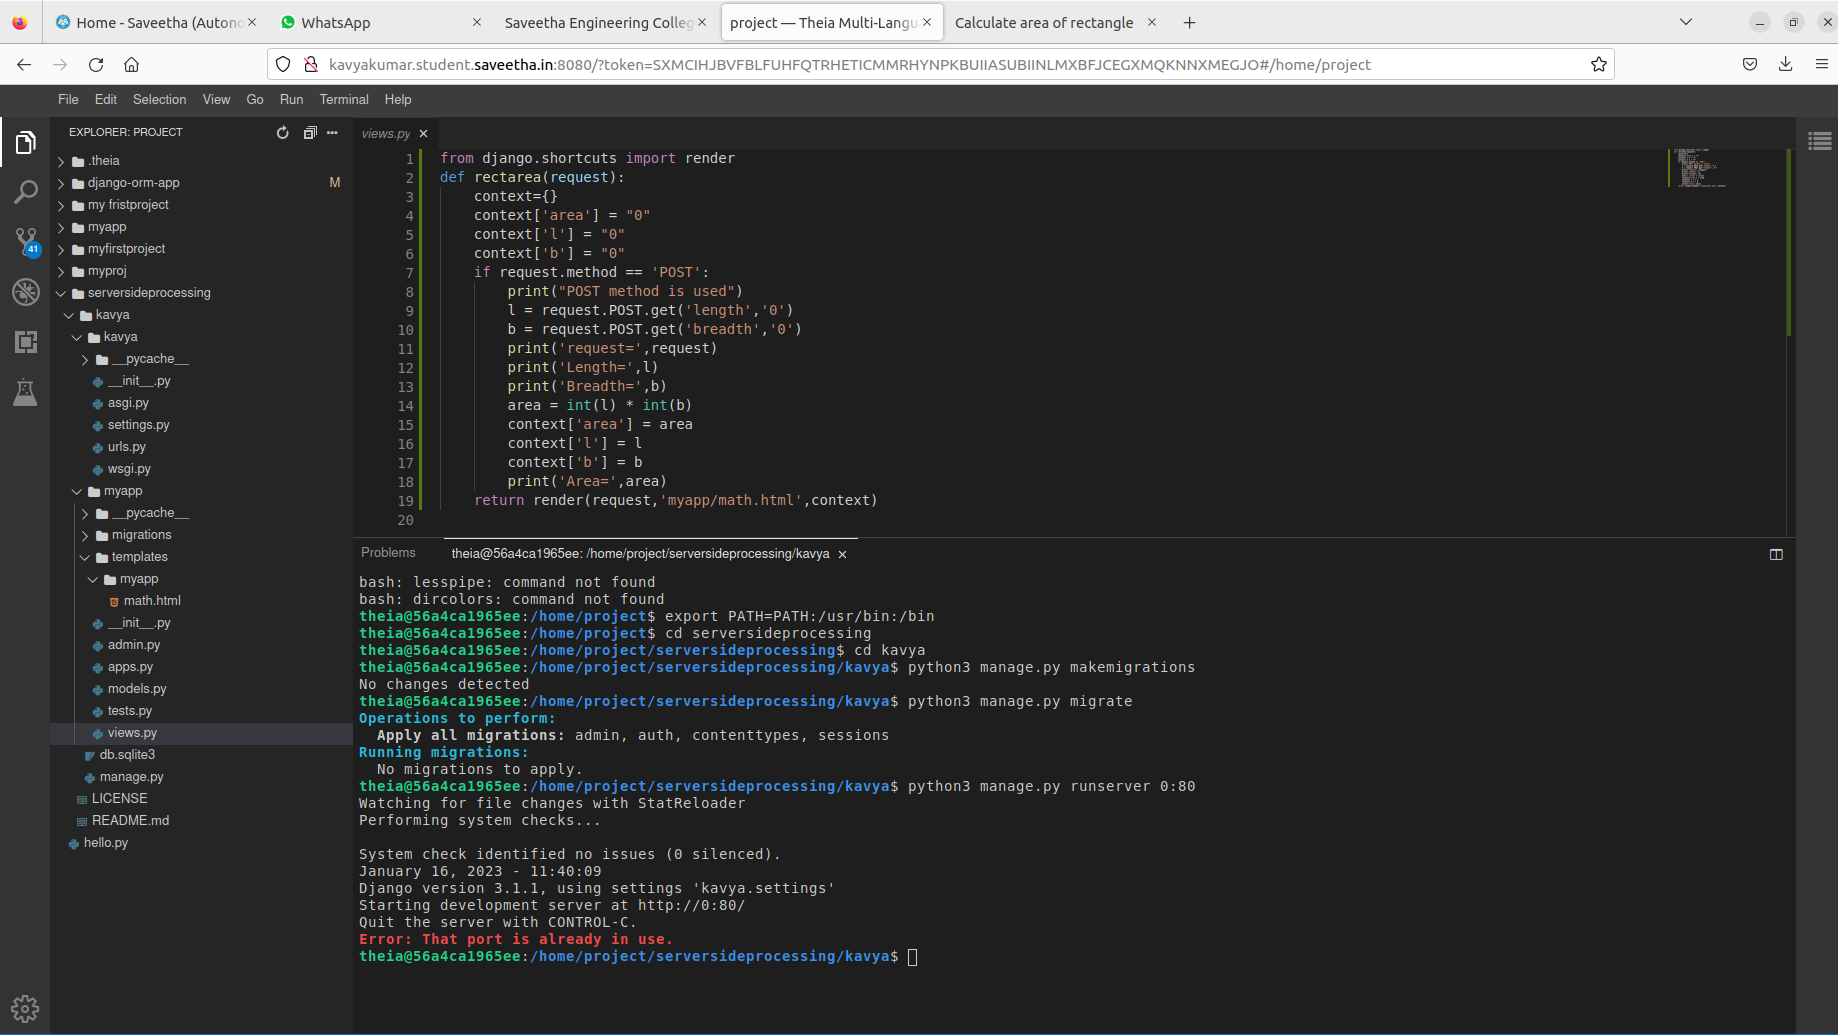 Home - Saveetha (Autono
WhatsApp
Saveetha Engineering Colleg
project — Theia Multi-Langu
Calculate area of rectangle
kavyakumar.student.saveetha.in:8080/?token=SXMCIHJBVFBLFUHFQTRHETICMMRHYNPKBUIIASUBIINLMXBFJCEGXMQKNNXMEGJO#/home/project
File Edit Selection View Go Run Terminal Help
EXPLORER: PROJECT
.theia
django-orm-app M
my fristproject
myapp
41
myfirstproject
myproj
serversideprocessing
kavya
kavya
__pycache__
__init__.py
asgi.py
settings.py
urls.py
wsgi.py
myapp
__pycache__
migrations
templates
myapp
math.html
__init__.py
admin.py
apps.py
models.py
tests.py
views.py
db.sqlite3
manage.py
LICENSE
README.md
hello.py
views.py
1 from django.shortcuts import render
2 def rectarea(request):
3 context={}
4 context['area'] = "0"
5 context['l'] = "0"
6 context['b'] = "0"
7 if request.method == 'POST':
8 print("POST method is used")
9 l = request.POST.get('length','0')
10 b = request.POST.get('breadth','0')
11 print('request=',request)
12 print('Length=',l)
13 print('Breadth=',b)
14 area = int(l) * int(b)
15 context['area'] = area
16 context['l'] = l
17 context['b'] = b
18 print('Area=',area)
19 return render(request,'myapp/math.html',context)
20
Problems theia@56a4ca1965ee: /home/project/serversideprocessing/kavya
bash: lesspipe: command not found
bash: dircolors: command not found
theia@56a4ca1965ee:/home/project$ export PATH=PATH:/usr/bin:/bin
theia@56a4ca1965ee:/home/project$ cd serversideprocessing
theia@56a4ca1965ee:/home/project/serversideprocessing$ cd kavya
theia@56a4ca1965ee:/home/project/serversideprocessing/kavya$ python3 manage.py makemigrations
No changes detected
theia@56a4ca1965ee:/home/project/serversideprocessing/kavya$ python3 manage.py migrate
Operations to perform:
Apply all migrations: admin, auth, contenttypes, sessions
Running migrations:
No migrations to apply.
theia@56a4ca1965ee:/home/project/serversideprocessing/kavya$ python3 manage.py runserver 0:80
Watching for file changes with StatReloader
Performing system checks...
System check identified no issues (0 silenced).
January 16, 2023 - 11:40:09
Django version 3.1.1, using settings 'kavya.settings'
Starting development server at http://0:80/
Quit the server with CONTROL-C.
Error: That port is already in use.
theia@56a4ca1965ee:/home/project/serversideprocessing/kavya$